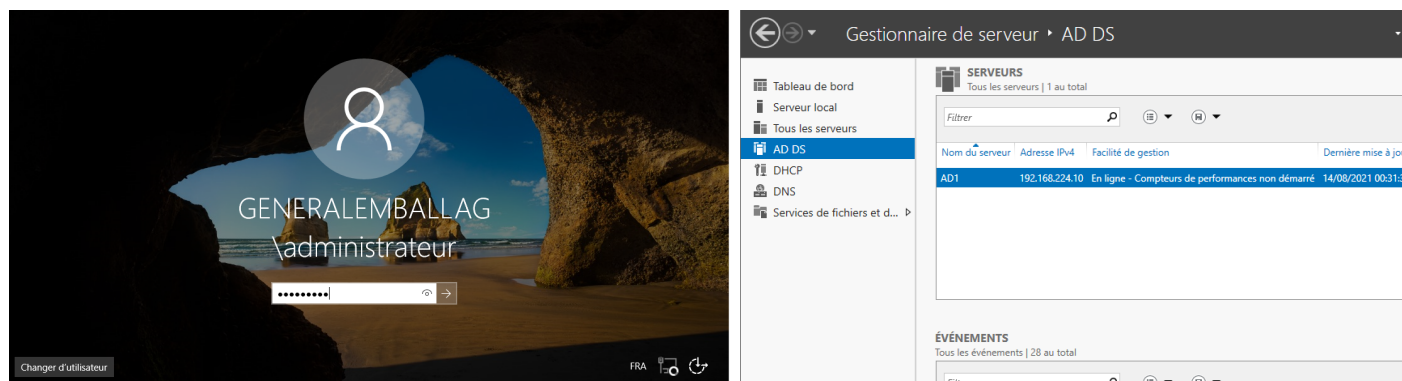 GENERALEMBALLAG
\administrateur
Changer d'utilisateur
FRA
Gestionnaire de serveur ‣ AD DS
Tableau de bord
Serveur local
Tous les serveurs
AD DS
DHCP
DNS
Services de fichiers et d...
SERVEURS
Tous les serveurs | 1 au total
Filtrer
Nom du serveur Adresse IPv4 Facilité de gestion Dernière mise à jou
AD1 192.168.224.10 En ligne - Compteurs de performances non démarré 14/08/2021 00:31:3
ÉVÉNEMENTS
Tous les événements | 28 au total